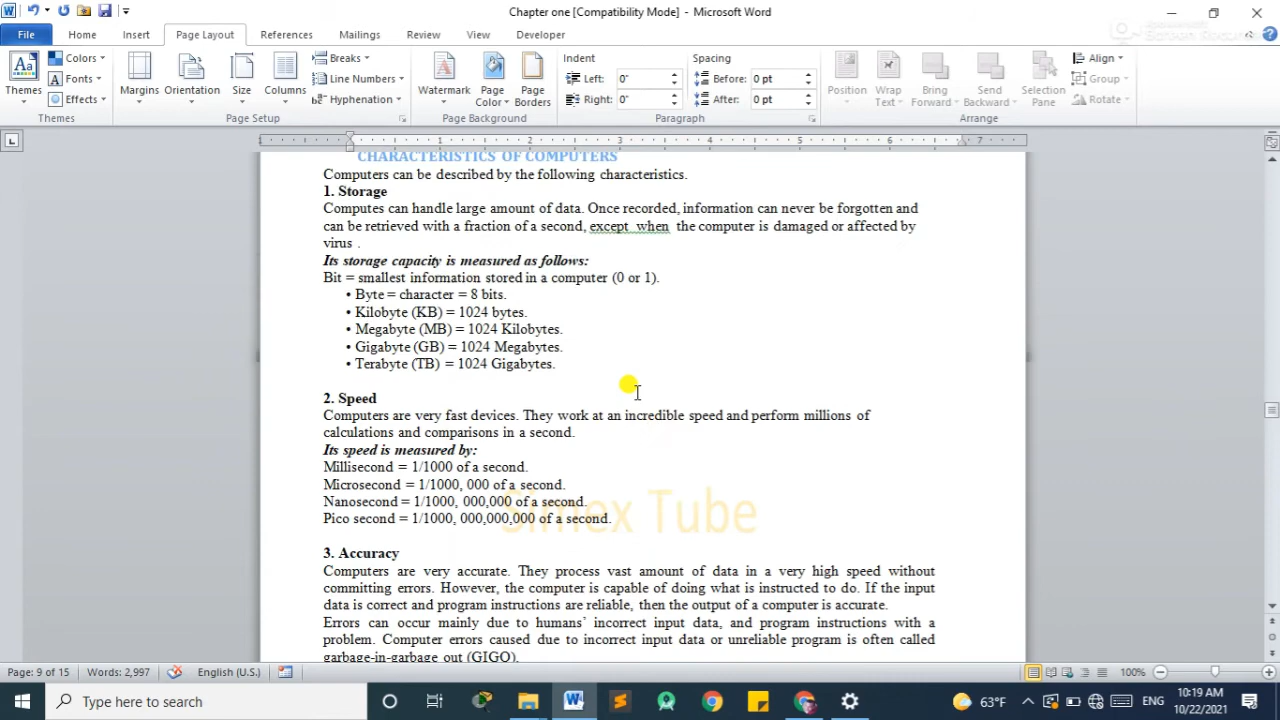 Chapter one [Compatibility Mode] - Microsoft Word
File Home Insert Page Layout References Mailings Review View Developer
Themes Colors Fonts Effects
Themes
Margins Orientation Size Columns Breaks Line Numbers Hyphenation
Page Setup
Watermark Page Color Page Borders
Page Background
Indent Spacing
Left: 0" Before: 0 pt
Right: 0" After: 0 pt
Paragraph
Position Wrap Text Bring Forward Send Backward Selection Pane Align Group Rotate
Arrange
1 1 2 3 4 5 6 7
CHARACTERISTICS OF COMPUTERS
Computers can be described by the following characteristics.
1. Storage
Computes can handle large amount of data. Once recorded, information can never be forgotten and
can be retrieved with a fraction of a second, except when the computer is damaged or affected by
virus .
Its storage capacity is measured as follows:
Bit = smallest information stored in a computer (0 or 1).
• Byte = character = 8 bits.
• Kilobyte (KB) = 1024 bytes.
• Megabyte (MB) = 1024 Kilobytes.
• Gigabyte (GB) = 1024 Megabytes.
• Terabyte (TB) = 1024 Gigabytes.
2. Speed
Computers are very fast devices. They work at an incredible speed and perform millions of
calculations and comparisons in a second.
Its speed is measured by:
Millisecond = 1/1000 of a second.
Microsecond = 1/1000, 000 of a second.
Nanosecond = 1/1000, 000,000 of a second.
Pico second = 1/1000, 000,000,000 of a second.
Simex Tube
3. Accuracy
Computers are very accurate. They process vast amount of data in a very high speed without
committing errors. However, the computer is capable of doing what is instructed to do. If the input
data is correct and program instructions are reliable, then the output of a computer is accurate.
Errors can occur mainly due to humans' incorrect input data, and program instructions with a
problem. Computer errors caused due to incorrect input data or unreliable program is often called
garbage-in-garbage out (GIGO).
Page: 9 of 15 Words: 2,997 English (U.S.) 100%
Type here to search 63°F ENG 10:19 AM
10/22/2021